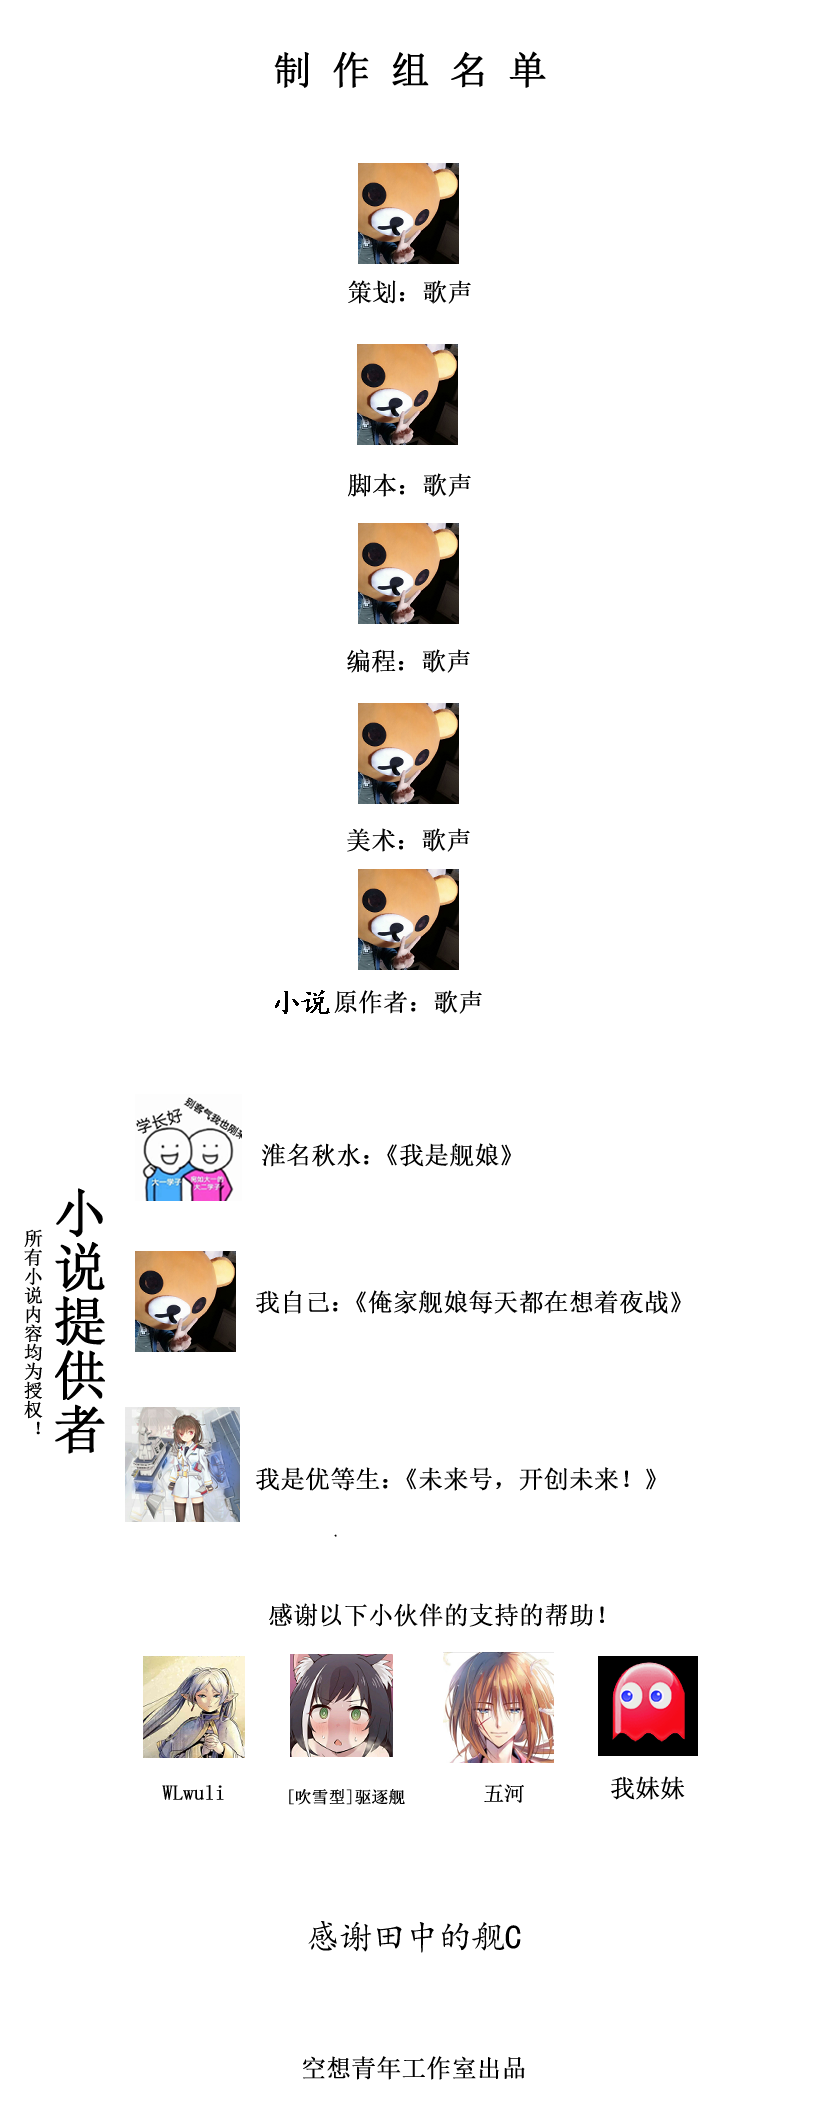 制作组名单
策划：歌声
脚本：歌声
编程：歌声
美术：歌声
小说原作者：歌声
小说提供者
所有小说内容均为授权！
学长好
别客气我也刚来
大一学子
宛如大一的
大二学子
淮名秋水：《我是舰娘》
我自己：《俺家舰娘每天都在想着夜战》
我是优等生：《未来号，开创未来！》
感谢以下小伙伴的支持的帮助！
WLwuli
[吹雪型]驱逐舰
五河
我妹妹
感谢田中的舰C
空想青年工作室出品